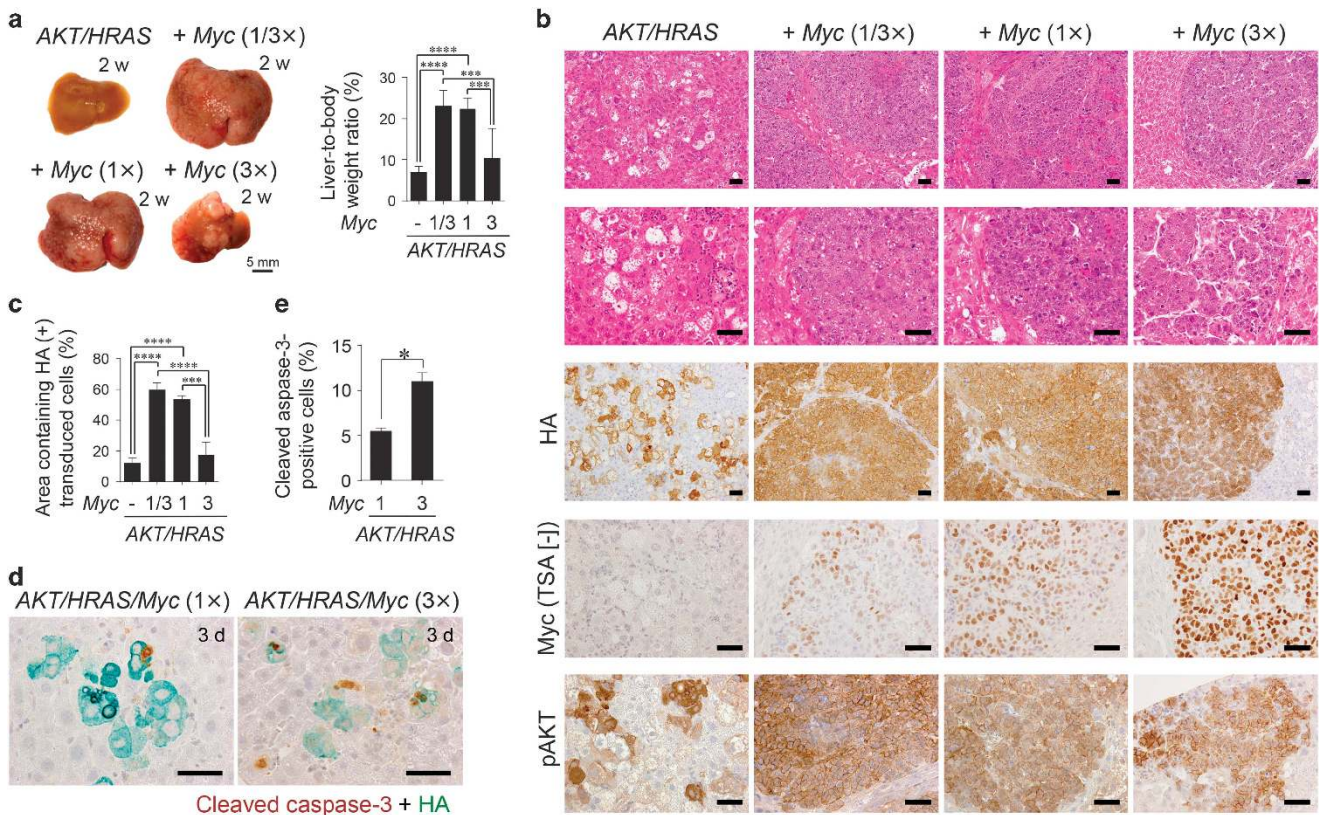 a
AKT/HRAS
+ Myc (1/3×)
2 w
2 w
+ Myc (1×)
+ Myc (3×)
2 w
2 w
5 mm
Liver-to-body
weight ratio (%)
30
20
10
0
****
****
***
***
Myc
- 1/3 1 3
AKT/HRAS
b
AKT/HRAS
+ Myc (1/3×)
+ Myc (1×)
+ Myc (3×)
HA
Myc (TSA [-])
pAKT
c
Area containing HA (+)
transduced cells (%)
80
60
40
20
0
****
****
****
***
Myc
- 1/3 1 3
AKT/HRAS
e
Cleaved aspase-3-
positive cells (%)
15
10
5
0
*
Myc
1 3
AKT/HRAS
d
AKT/HRAS/Myc (1×)
AKT/HRAS/Myc (3×)
3 d
3 d
Cleaved caspase-3 + HA